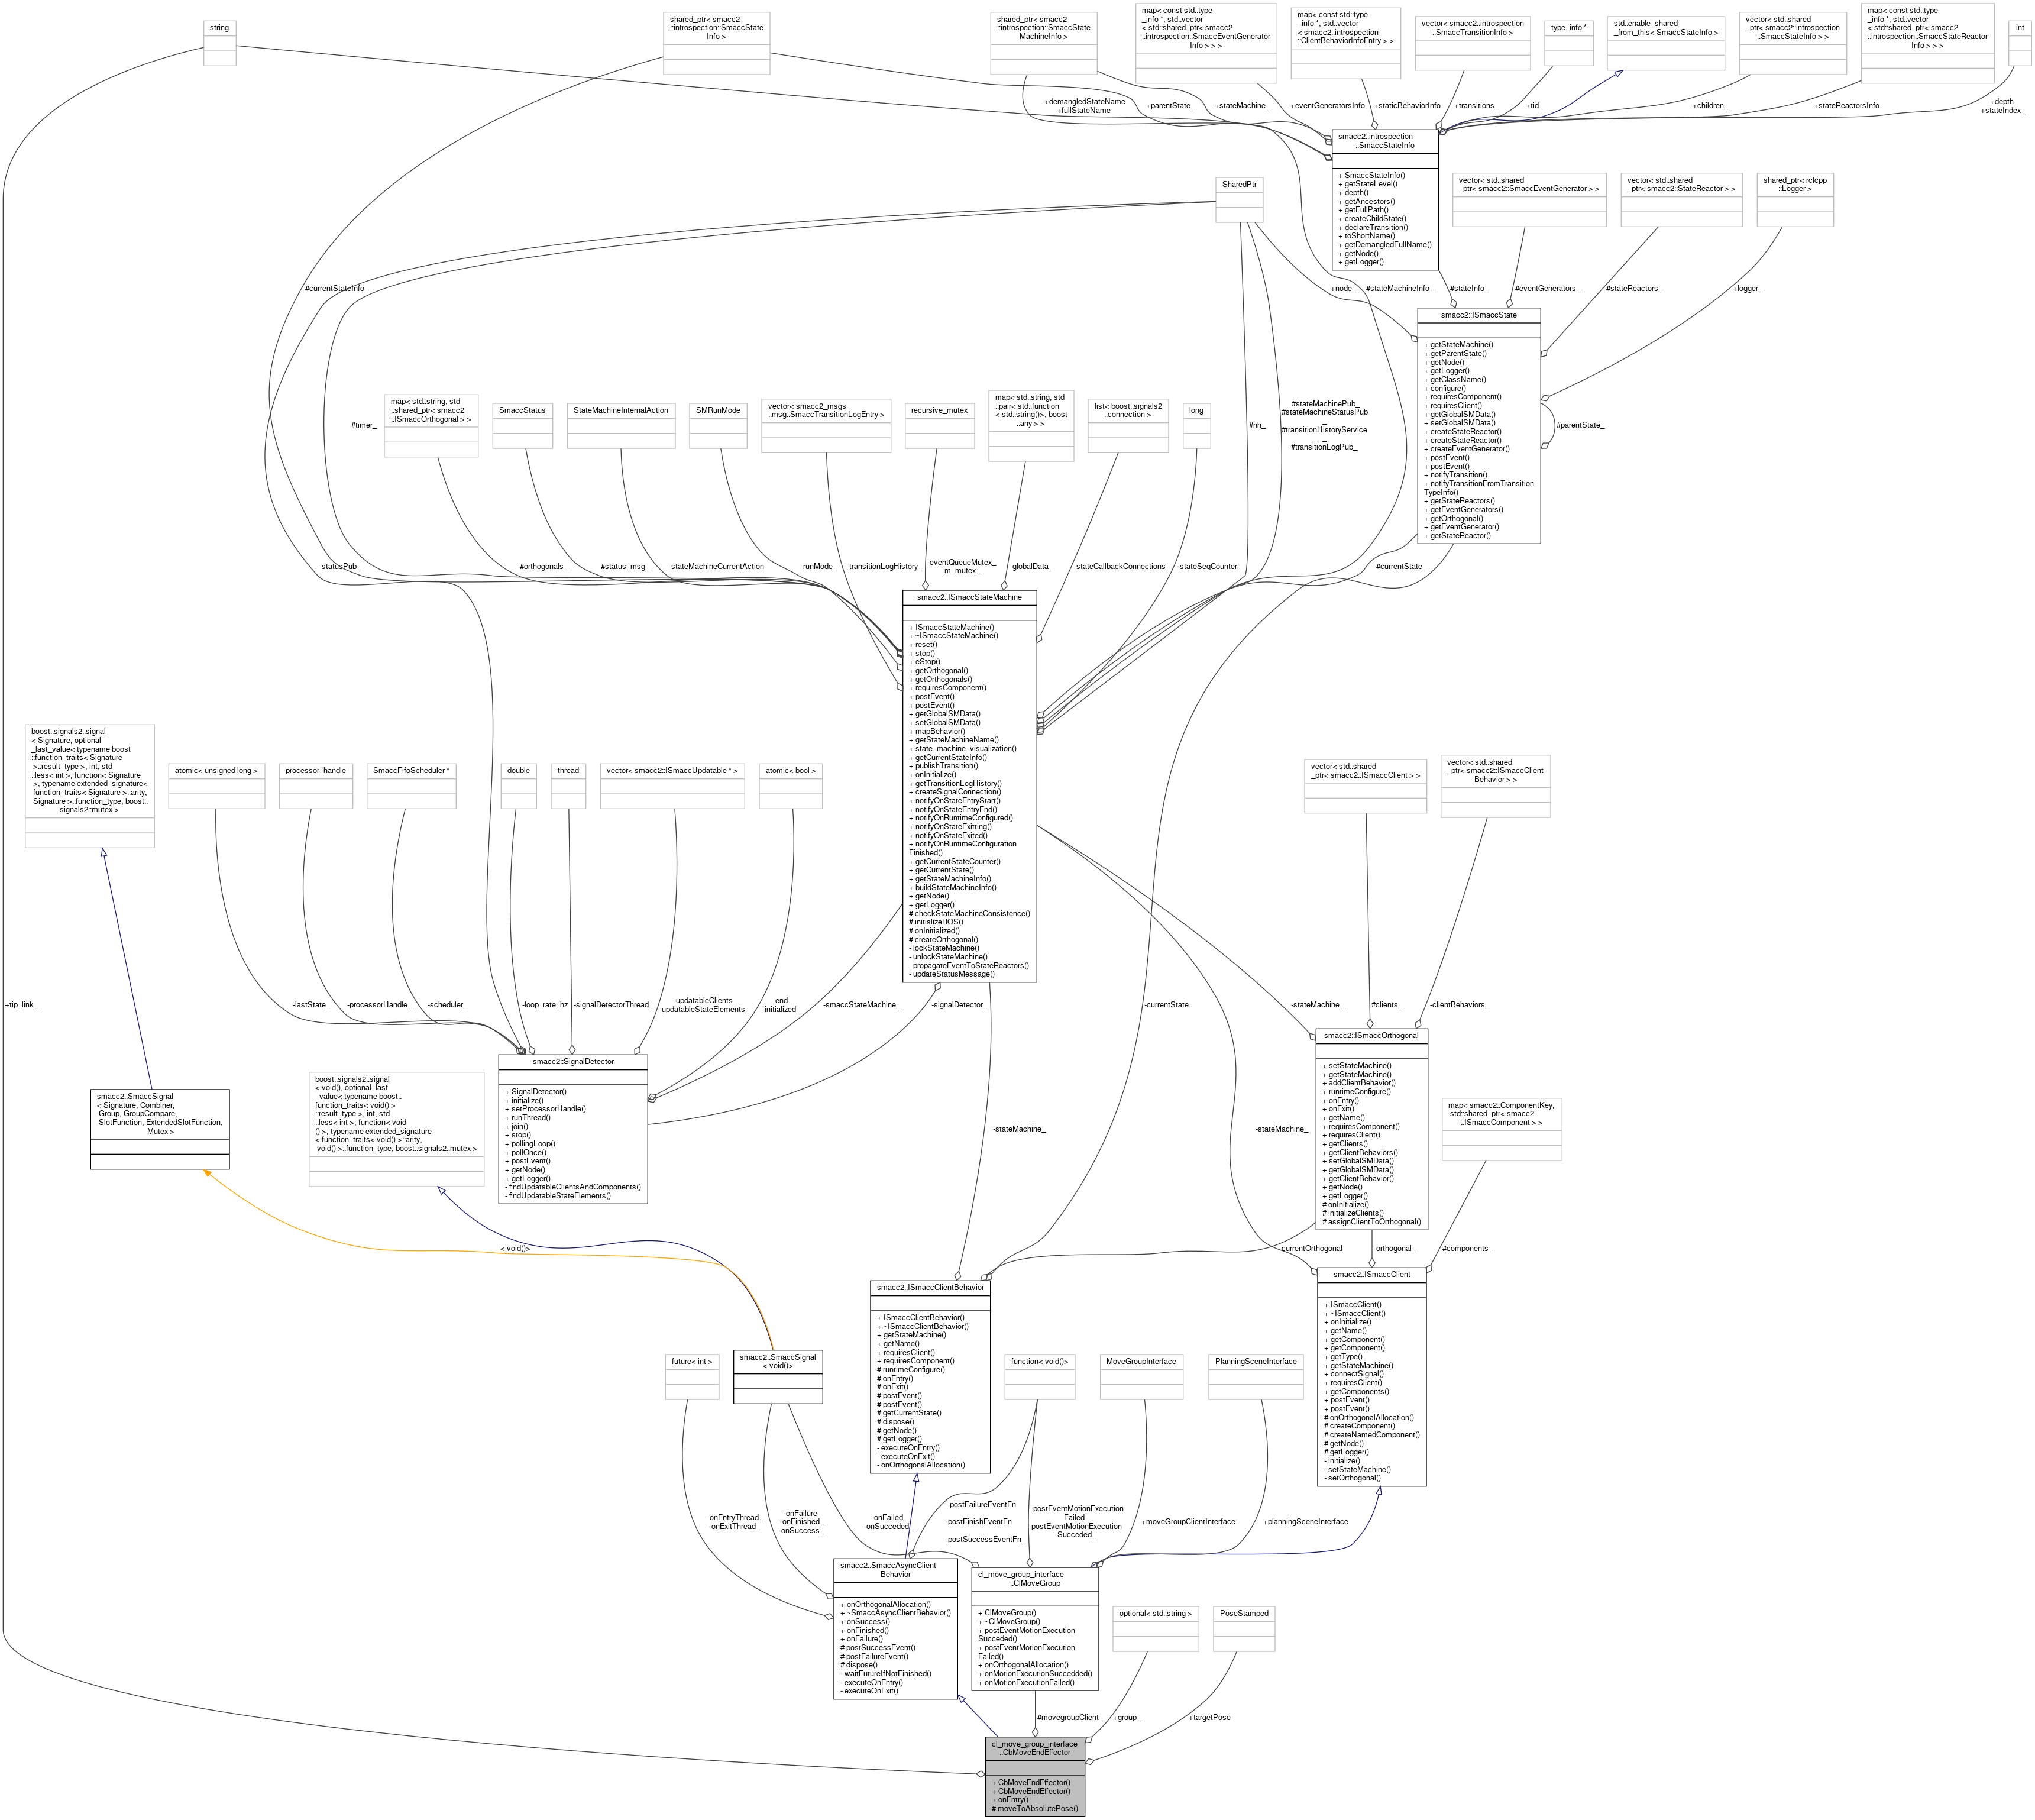 string
shared_ptr< smacc2
::introspection::SmaccState
Info >
shared_ptr< smacc2
::introspection::SmaccState
MachineInfo >
map< const std::type
_info *, std::vector
< std::shared_ptr< smacc2
::introspection::SmaccEventGenerator
Info > > >
map< const std::type
_info *, std::vector
< smacc2::introspection
::ClientBehaviorInfoEntry > >
vector< smacc2::introspection
::SmaccTransitionInfo >
type_info *
std::enable_shared
_from_this< SmaccStateInfo >
vector< std::shared
_ptr< smacc2::introspection
::SmaccStateInfo > >
map< const std::type
_info *, std::vector
< std::shared_ptr< smacc2
::introspection::SmaccStateReactor
Info > > >
int
+demangledStateName
+fullStateName
+parentState_
+stateMachine_
+eventGeneratorsInfo
+staticBehaviorInfo
+transitions_
+tid_
+children_
+stateReactorsInfo
+depth_
+stateIndex_
smacc2::introspection
::SmaccStateInfo
+ SmaccStateInfo()
+ getStateLevel()
+ depth()
+ getAncestors()
+ getFullPath()
+ createChildState()
+ declareTransition()
+ toShortName()
+ getDemangledFullName()
+ getNode()
+ getLogger()
SharedPtr
vector< std::shared
_ptr< smacc2::SmaccEventGenerator > >
vector< std::shared
_ptr< smacc2::StateReactor > >
shared_ptr< rclcpp
::Logger >
#currentStateInfo_
+node_
#stateMachineInfo_
#stateInfo_
#eventGenerators_
#stateReactors_
+logger_
smacc2::ISmaccState
+ getStateMachine()
+ getParentState()
+ getNode()
+ getLogger()
+ getClassName()
+ configure()
+ requiresComponent()
+ requiresClient()
+ getGlobalSMData()
+ setGlobalSMData()
+ createStateReactor()
+ createStateReactor()
+ createEventGenerator()
+ postEvent()
+ postEvent()
+ notifyTransition()
+ notifyTransitionFromTransition
TypeInfo()
+ getStateReactors()
+ getEventGenerators()
+ getOrthogonal()
+ getEventGenerator()
+ getStateReactor()
#parentState_
map< std::string, std
::shared_ptr< smacc2
::ISmaccOrthogonal > >
SmaccStatus
StateMachineInternalAction
SMRunMode
vector< smacc2_msgs
::msg::SmaccTransitionLogEntry >
recursive_mutex
map< std::string, std
::pair< std::function
< std::string()>, boost
::any > >
list< boost::signals2
::connection >
long
#timer_
#nh_
#stateMachinePub_
#stateMachineStatusPub
_
#transitionHistoryService
_
#transitionLogPub_
-statusPub_
#orthogonals_
#status_msg_
-stateMachineCurrentAction
-runMode_
-transitionLogHistory_
-eventQueueMutex_
-m_mutex_
-globalData_
-stateCallbackConnections
-stateSeqCounter_
#currentState_
smacc2::ISmaccStateMachine
+ ISmaccStateMachine()
+ ~ISmaccStateMachine()
+ reset()
+ stop()
+ eStop()
+ getOrthogonal()
+ getOrthogonals()
+ requiresComponent()
+ postEvent()
+ postEvent()
+ getGlobalSMData()
+ setGlobalSMData()
+ mapBehavior()
+ getStateMachineName()
+ state_machine_visualization()
+ getCurrentStateInfo()
+ publishTransition()
+ onInitialize()
+ getTransitionLogHistory()
+ createSignalConnection()
+ notifyOnStateEntryStart()
+ notifyOnStateEntryEnd()
+ notifyOnRuntimeConfigured()
+ notifyOnStateExitting()
+ notifyOnStateExited()
+ notifyOnRuntimeConfiguration
Finished()
+ getCurrentStateCounter()
+ getCurrentState()
+ getStateMachineInfo()
+ buildStateMachineInfo()
+ getNode()
+ getLogger()
# checkStateMachineConsistence()
# initializeROS()
# onInitialized()
# createOrthogonal()
- lockStateMachine()
- unlockStateMachine()
- propagateEventToStateReactors()
- updateStatusMessage()
boost::signals2::signal
< Signature, optional
_last_value< typename boost
::function_traits< Signature
>::result_type >, int, std
::less< int >, function< Signature
>, typename extended_signature<
function_traits< Signature >::arity,
Signature >::function_type, boost::
signals2::mutex >
atomic< unsigned long >
processor_handle
SmaccFifoScheduler *
double
thread
vector< smacc2::ISmaccUpdatable * >
atomic< bool >
vector< std::shared
_ptr< smacc2::ISmaccClient > >
vector< std::shared
_ptr< smacc2::ISmaccClient
Behavior > >
+tip_link_
-lastState_
-processorHandle_
-scheduler_
-loop_rate_hz
-signalDetectorThread_
-updatableClients_
-updatableStateElements_
-end_
-initialized_
-smaccStateMachine_
-signalDetector_
-currentState
-stateMachine_
#clients_
-clientBehaviors_
smacc2::SignalDetector
+ SignalDetector()
+ initialize()
+ setProcessorHandle()
+ runThread()
+ join()
+ stop()
+ pollingLoop()
+ pollOnce()
+ postEvent()
+ getNode()
+ getLogger()
- findUpdatableClientsAndComponents()
- findUpdatableStateElements()
smacc2::ISmaccOrthogonal
+ setStateMachine()
+ getStateMachine()
+ addClientBehavior()
+ runtimeConfigure()
+ onEntry()
+ onExit()
+ getName()
+ requiresComponent()
+ requiresClient()
+ getClients()
+ getClientBehaviors()
+ setGlobalSMData()
+ getGlobalSMData()
+ getClientBehavior()
+ getNode()
+ getLogger()
# onInitialize()
# initializeClients()
# assignClientToOrthogonal()
smacc2::SmaccSignal
< Signature, Combiner,
Group, GroupCompare,
SlotFunction, ExtendedSlotFunction,
Mutex >
boost::signals2::signal
< void(), optional_last
_value< typename boost::
function_traits< void() >
::result_type >, int, std
::less< int >, function< void
() >, typename extended_signature
< function_traits< void() >::arity,
void() >::function_type, boost::signals2::mutex >
map< smacc2::ComponentKey,
std::shared_ptr< smacc2
::ISmaccComponent > >
-stateMachine_
-stateMachine_
< void()>
-currentOrthogonal
-orthogonal_
#components_
smacc2::ISmaccClientBehavior
+ ISmaccClientBehavior()
+ ~ISmaccClientBehavior()
+ getStateMachine()
+ getName()
+ requiresClient()
+ requiresComponent()
# runtimeConfigure()
# onEntry()
# onExit()
# postEvent()
# postEvent()
# getCurrentState()
# dispose()
# getNode()
# getLogger()
- executeOnEntry()
- executeOnExit()
- onOrthogonalAllocation()
smacc2::ISmaccClient
+ ISmaccClient()
+ ~ISmaccClient()
+ onInitialize()
+ getName()
+ getComponent()
+ getComponent()
+ getType()
+ getStateMachine()
+ connectSignal()
+ requiresClient()
+ getComponents()
+ postEvent()
+ postEvent()
# onOrthogonalAllocation()
# createComponent()
# createNamedComponent()
# getNode()
# getLogger()
- initialize()
- setStateMachine()
- setOrthogonal()
future< int >
smacc2::SmaccSignal
< void()>
function< void()>
MoveGroupInterface
PlanningSceneInterface
-onEntryThread_
-onExitThread_
-onFailure_
-onFinished_
-onSuccess_
-onFailed_
-onSucceded_
-postFailureEventFn
_
-postFinishEventFn
_
-postSuccessEventFn_
-postEventMotionExecution
Failed_
-postEventMotionExecution
Succeded_
+moveGroupClientInterface
+planningSceneInterface
smacc2::SmaccAsyncClient
Behavior
+ onOrthogonalAllocation()
+ ~SmaccAsyncClientBehavior()
+ onSuccess()
+ onFinished()
+ onFailure()
# postSuccessEvent()
# postFailureEvent()
# dispose()
- waitFutureIfNotFinished()
- executeOnEntry()
- executeOnExit()
cl_move_group_interface
::ClMoveGroup
+ ClMoveGroup()
+ ~ClMoveGroup()
+ postEventMotionExecution
Succeded()
+ postEventMotionExecution
Failed()
+ onOrthogonalAllocation()
+ onMotionExecutionSuccedded()
+ onMotionExecutionFailed()
optional< std::string >
PoseStamped
#movegroupClient_
+group_
+targetPose
cl_move_group_interface
::CbMoveEndEffector
+ CbMoveEndEffector()
+ CbMoveEndEffector()
+ onEntry()
# moveToAbsolutePose()